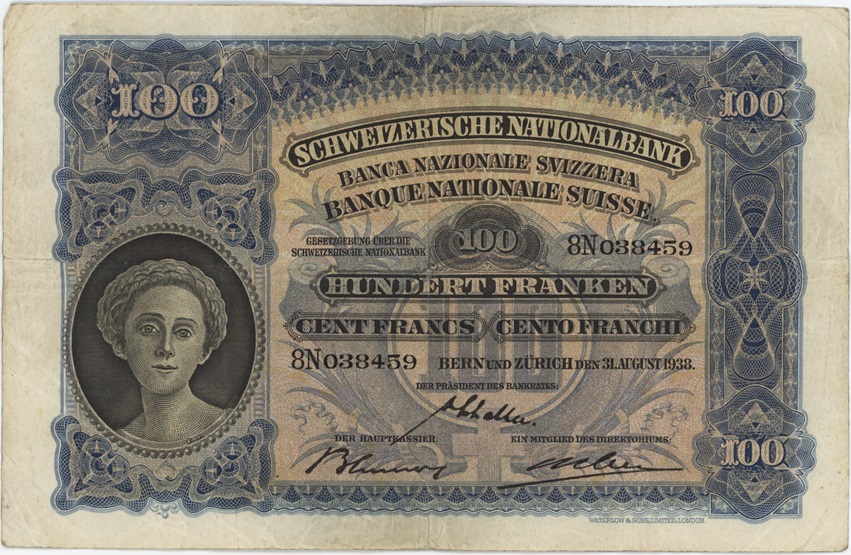 100
100
SCHWEIZERISCHE NATIONALBANK
BANCA NAZIONALE SVIZZERA
BANQUE NATIONALE SUISSE
GESETZGEBUNG ÜBER DIE
SCHWEIZERISCHE NATIONALBANK
100
8N038459
HUNDERT FRANKEN
CENT FRANCS CENTO FRANCHI
8N038459 BERN UND ZÜRICH DEN 31. AUGUST 1938.
DER PRÄSIDENT DES BANKRATES:
DER HAUPTKASSIER EIN MITGLIED DES DIREKTORIUMS:
100
WATERLOW & SONS, LIMITED, LONDON.